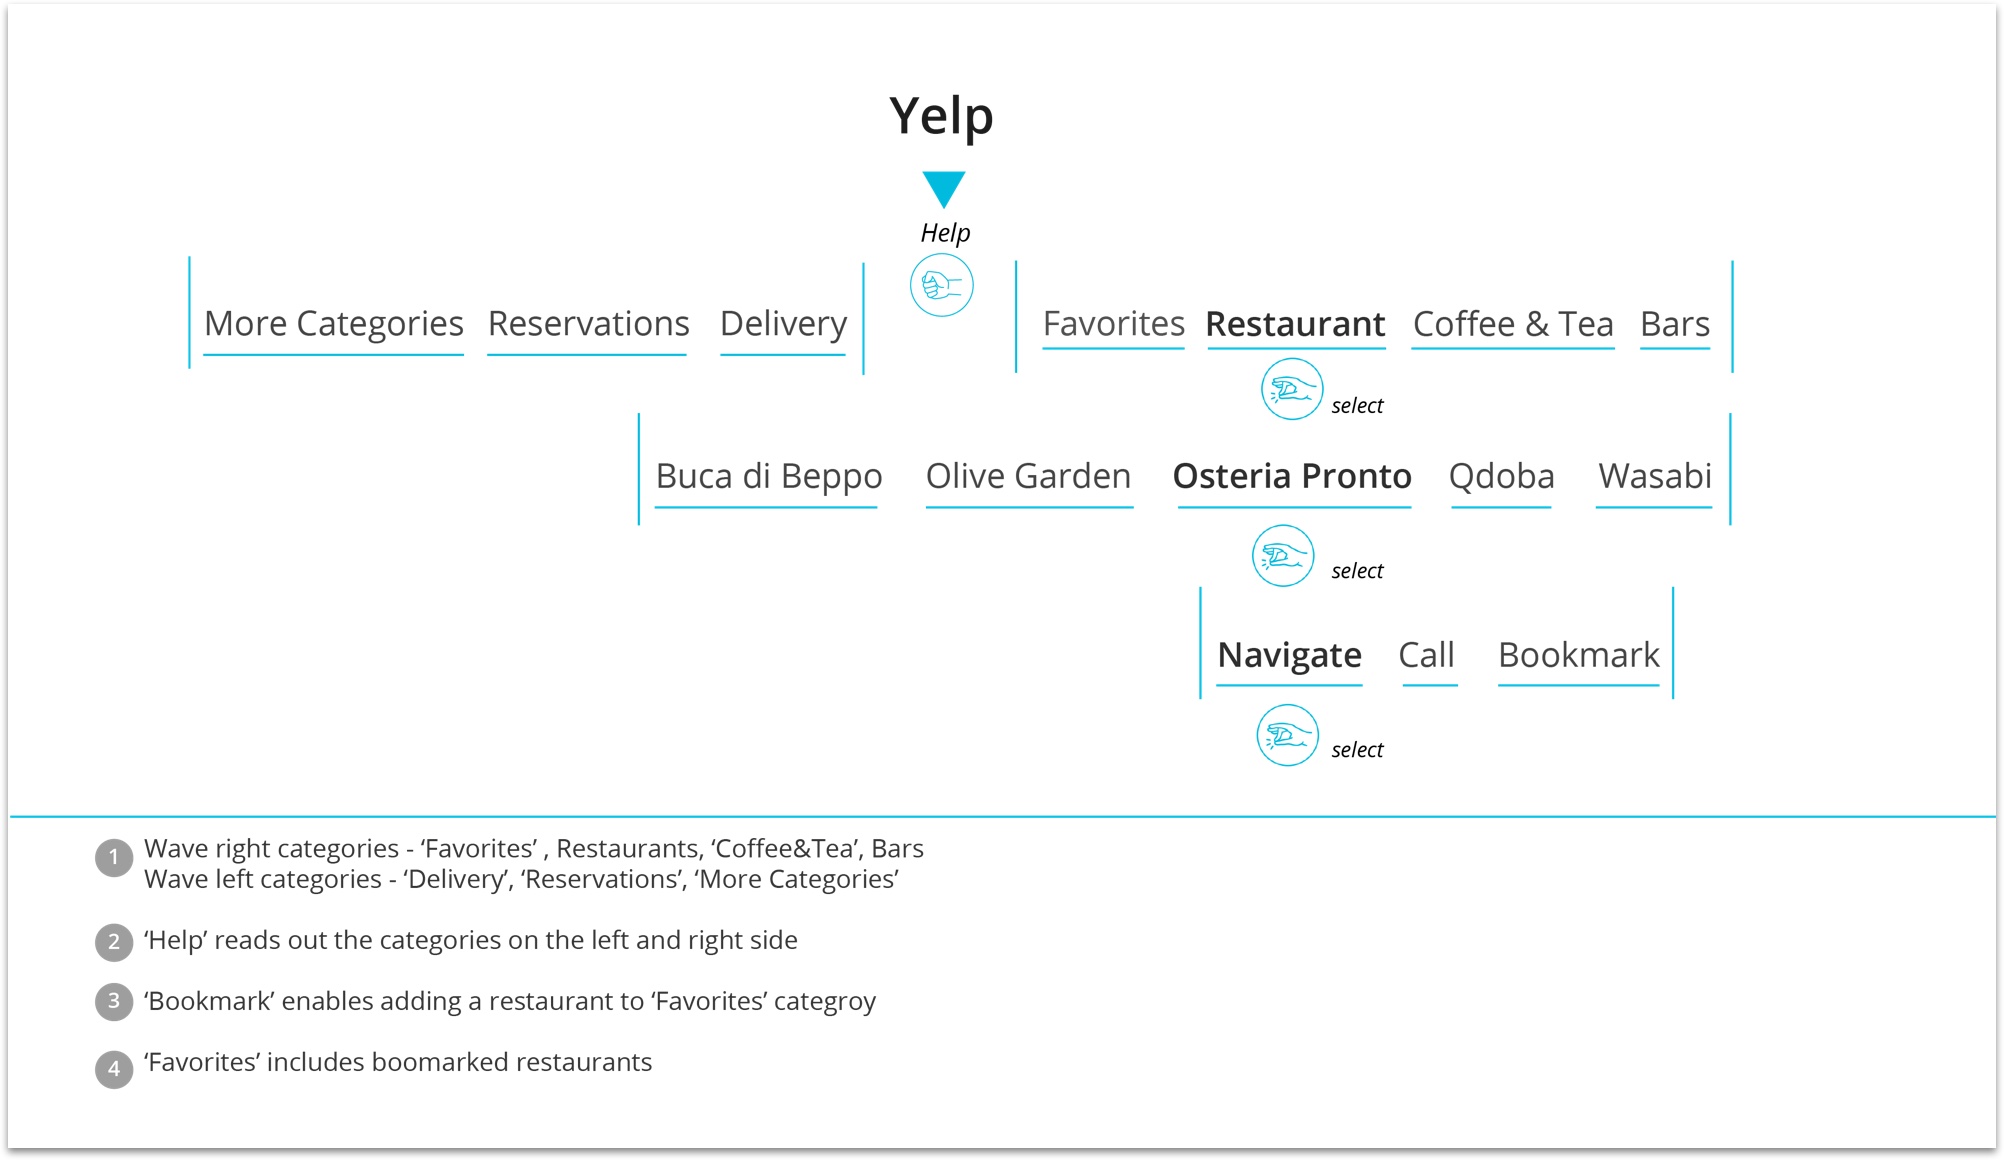 Yelp
Help
More Categories Reservations Delivery Favorites Restaurant Coffee & Tea Bars
select
Buca di Beppo Olive Garden Osteria Pronto Qdoba Wasabi
select
Navigate Call Bookmark
select
1 Wave right categories - ‘Favorites’ , Restaurants, ‘Coffee&Tea’, Bars
Wave left categories - ‘Delivery’, ‘Reservations’, ‘More Categories’
2 ‘Help’ reads out the categories on the left and right side
3 ‘Bookmark’ enables adding a restaurant to ‘Favorites’ categroy
4 ‘Favorites’ includes boomarked restaurants